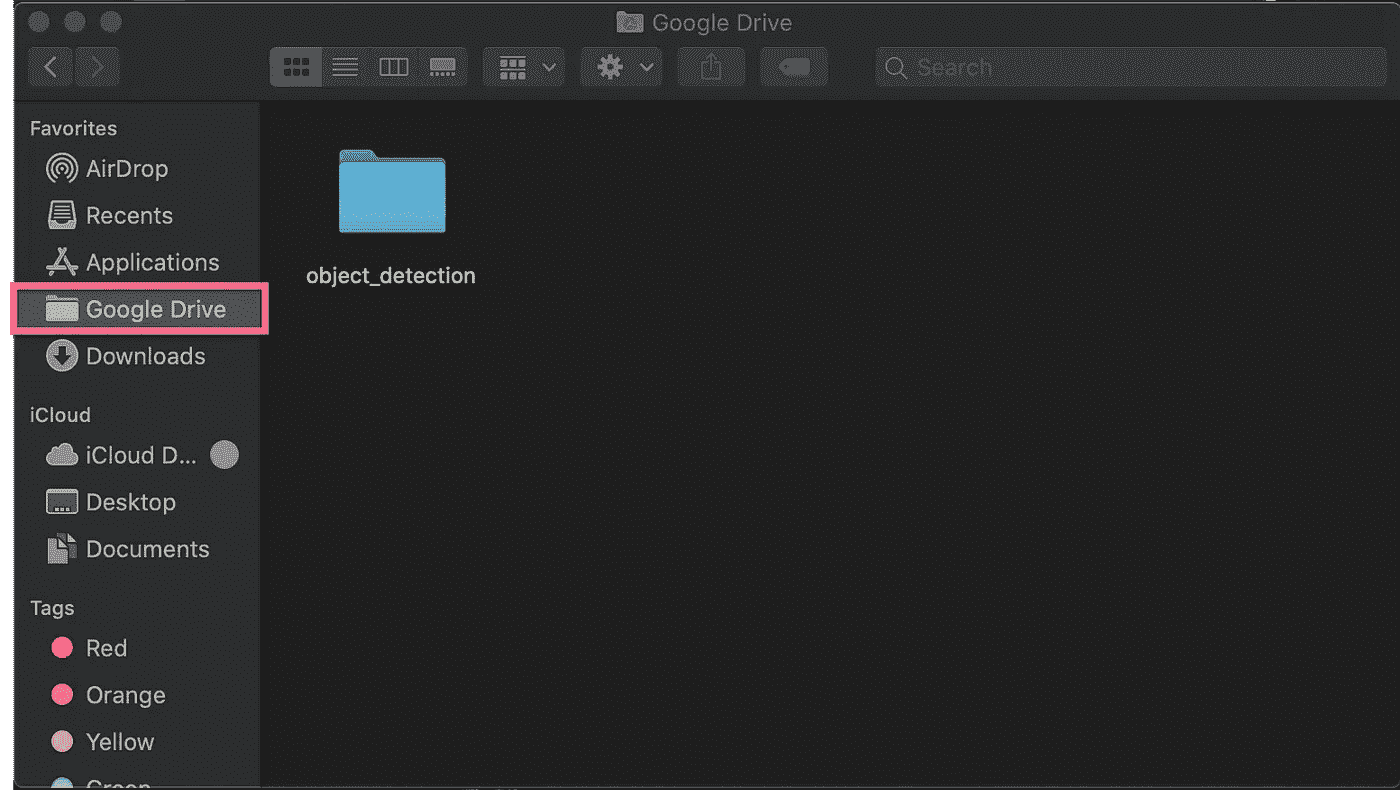 Google Drive
Search
Favorites
AirDrop
Recents
Applications
Google Drive
Downloads
iCloud
iCloud D...
Desktop
Documents
Tags
Red
Orange
Yellow
Green
object_detection